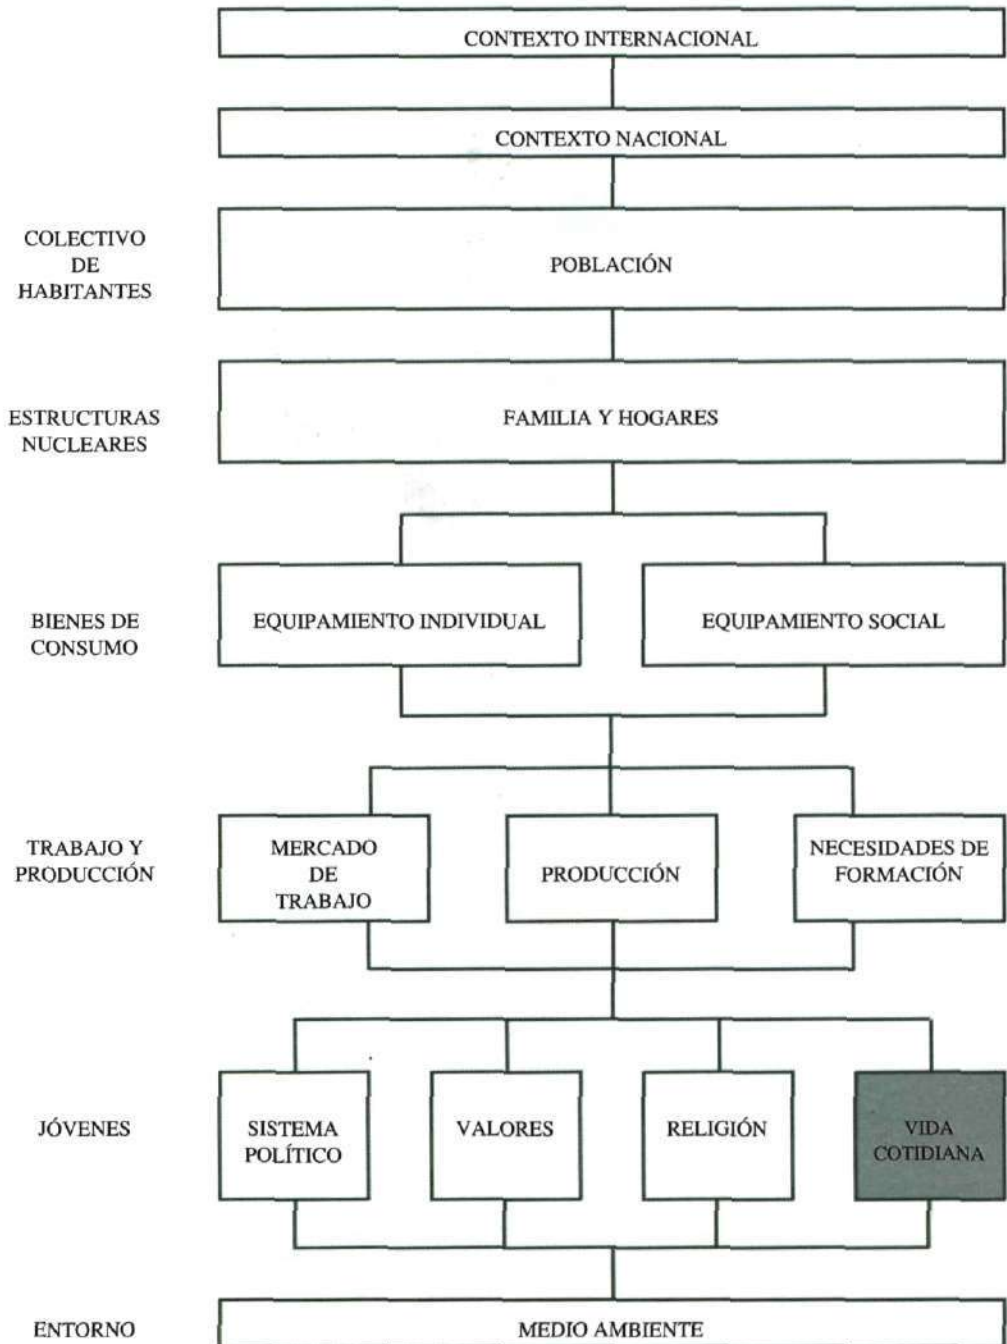 CONTEXTO INTERNACIONAL
CONTEXTO NACIONAL
COLECTIVO
DE
HABITANTES
POBLACIÓN
ESTRUCTURAS
NUCLEARES
FAMILIA Y HOGARES
BIENES DE
CONSUMO
EQUIPAMIENTO INDIVIDUAL
EQUIPAMIENTO SOCIAL
TRABAJO Y
PRODUCCIÓN
MERCADO
DE
TRABAJO
PRODUCCIÓN
NECESIDADES DE
FORMACIÓN
JÓVENES
SISTEMA
POLÍTICO
VALORES
RELIGIÓN
VIDA
COTIDIANA
ENTORNO
MEDIO AMBIENTE